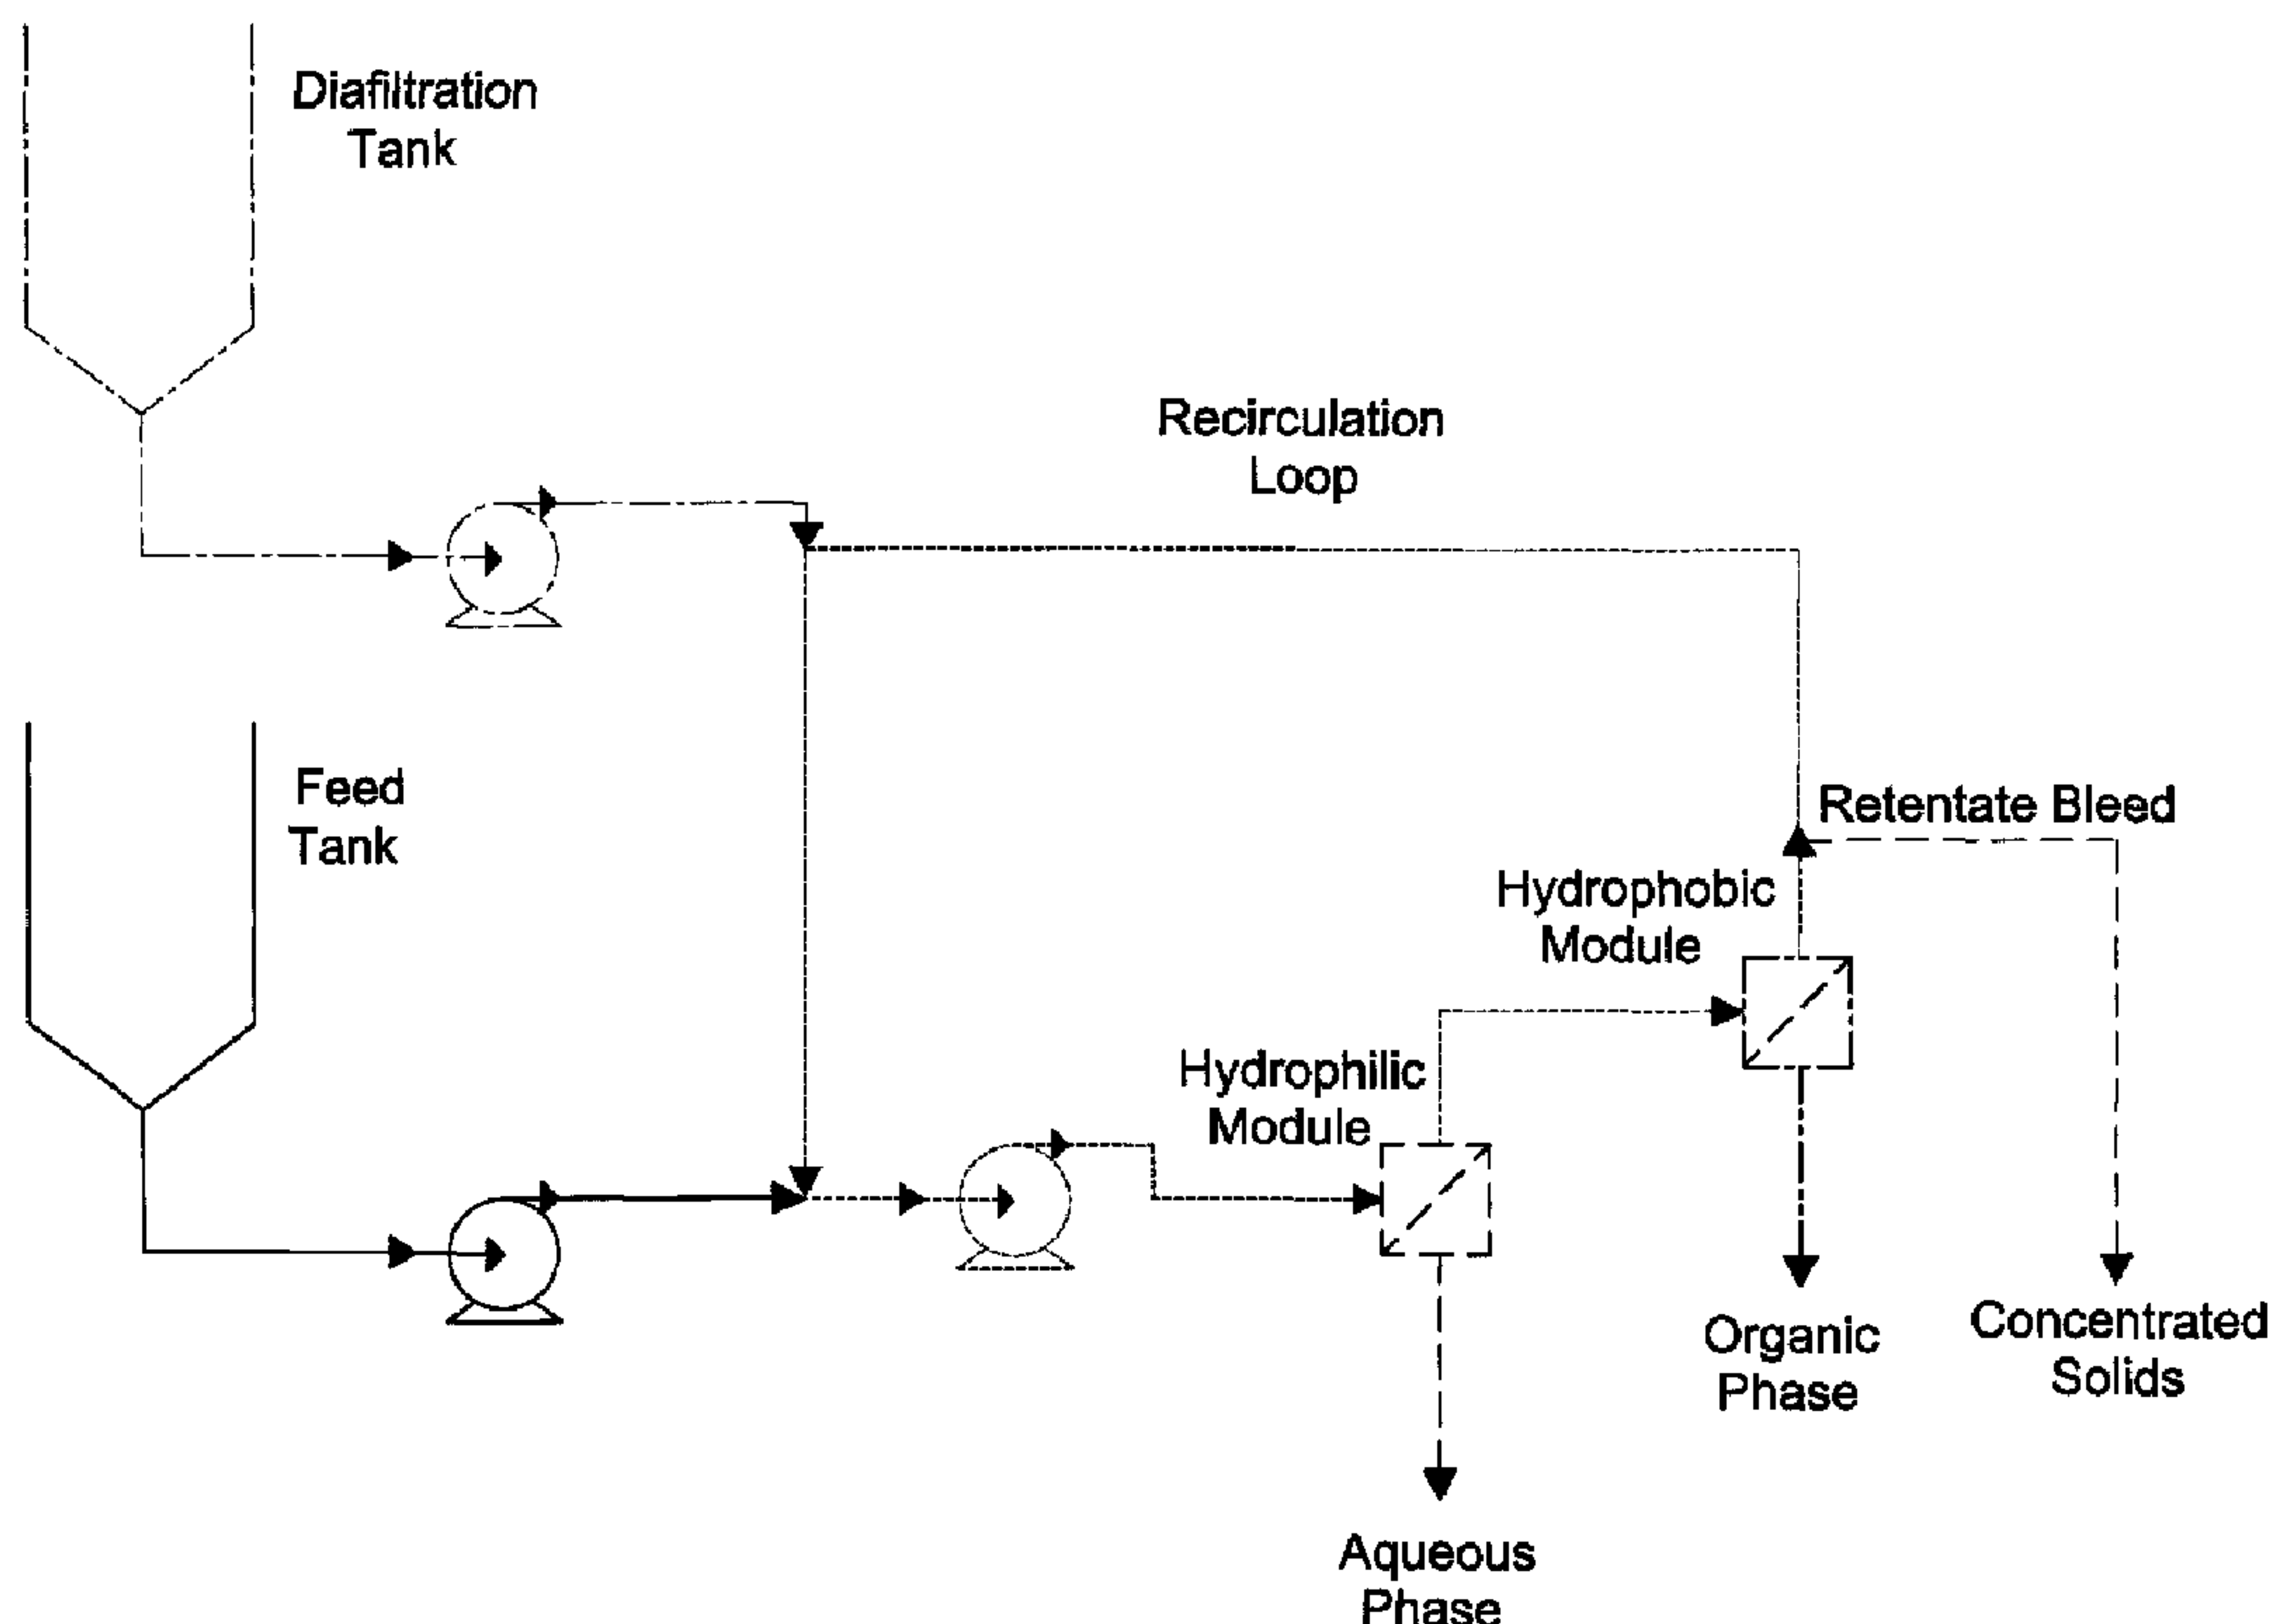 Diafiltration
Tank
Recirculation
Loop
Feed
Tank
Retentate Bleed
Hydrophobic
Module
Hydrophilic
Module
Organic
Phase
Concentrated
Solids
Aqueous
Phase